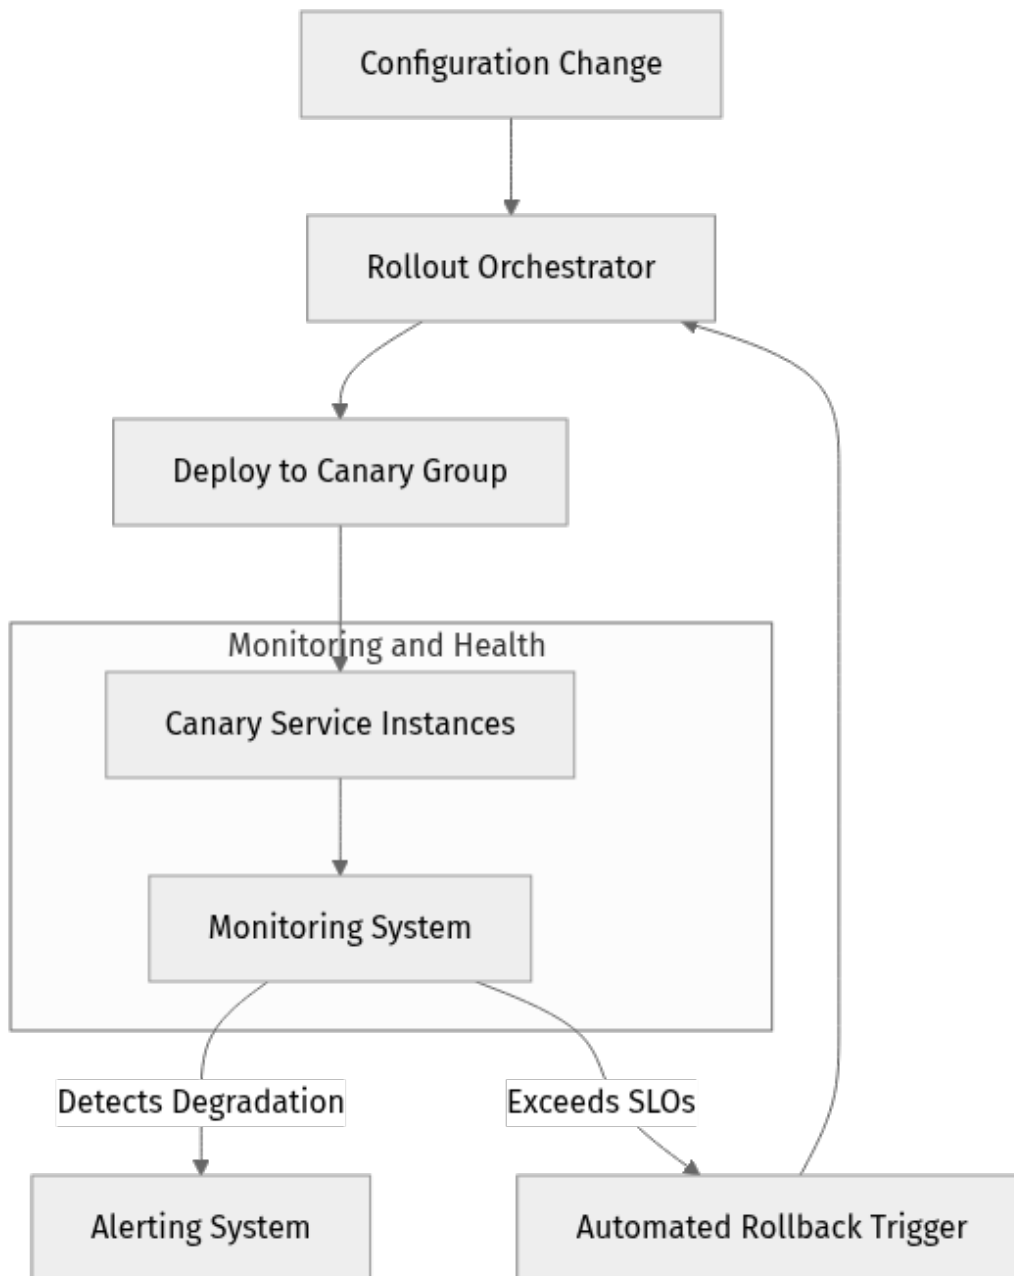 Configuration Change
Rollout Orchestrator
Deploy to Canary Group
Monitoring and Health
Canary Service Instances
Monitoring System
Detects Degradation
Exceeds SLOs
Alerting System
Automated Rollback Trigger